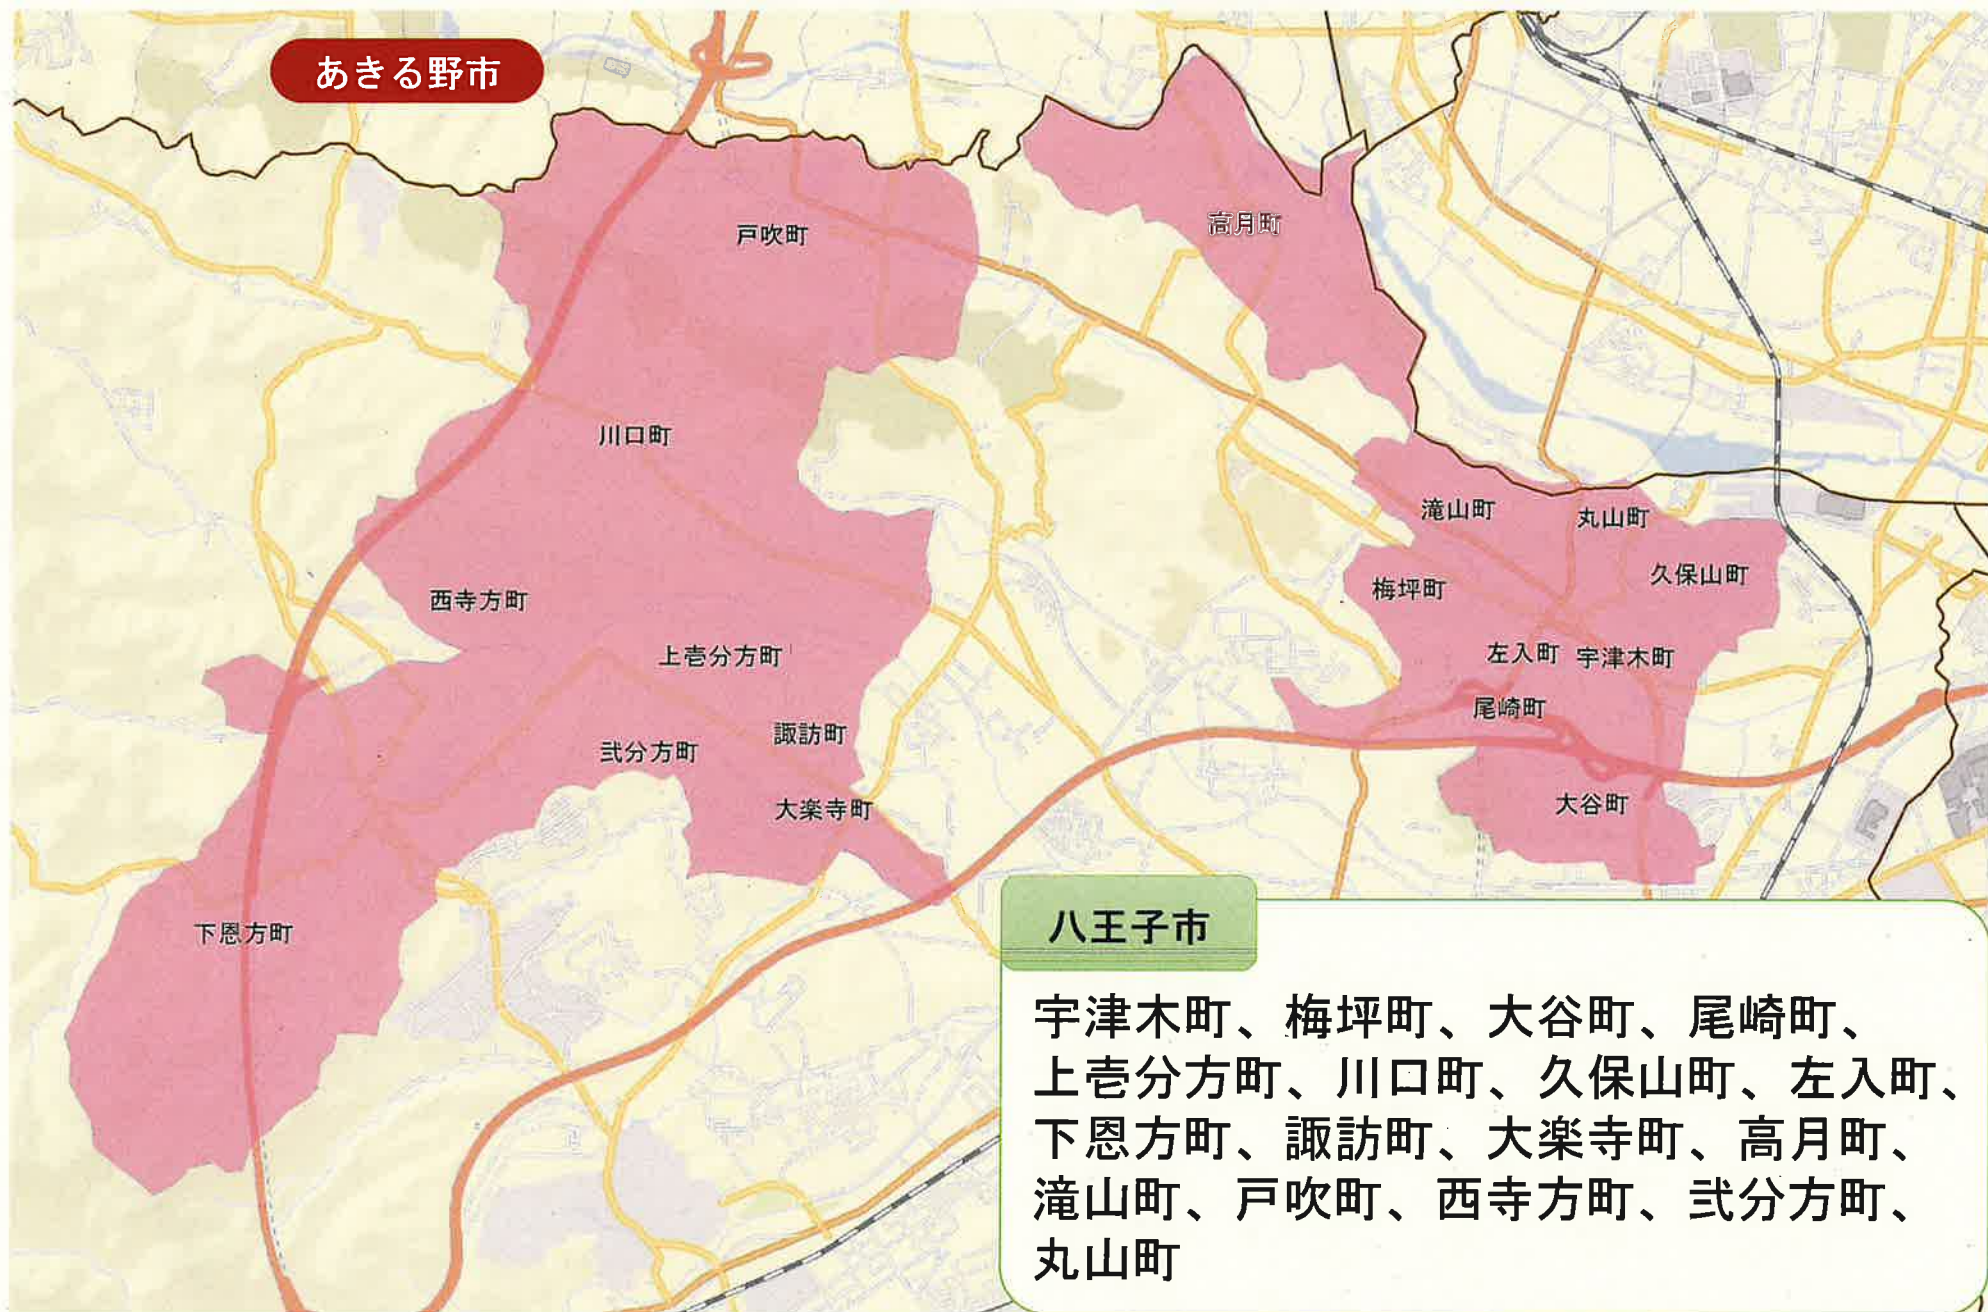 あきる野市
戸吹町
高月町
川口町
滝山町
丸山町
久保山町
梅坪町
西寺方町
上壱分方町
左入町
宇津木町
尾崎町
諏訪町
弐分方町
大楽寺町
大谷町
下恩方町
八王子市
宇津木町、梅坪町、大谷町、尾崎町、
上壱分方町、川口町、久保山町、左入町、
下恩方町、諏訪町、大楽寺町、高月町、
滝山町、戸吹町、西寺方町、弐分方町、
丸山町